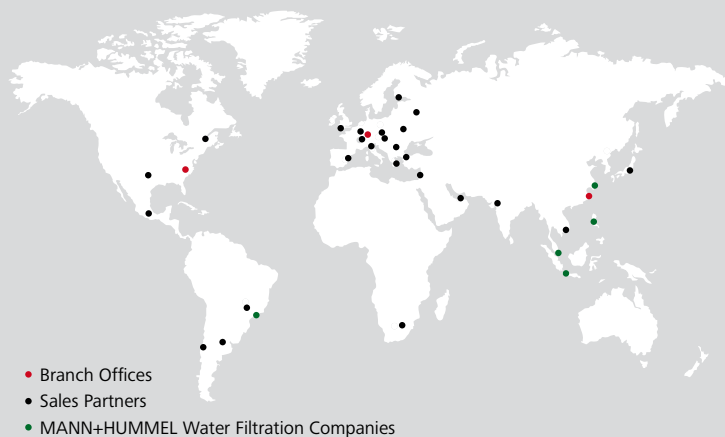 Branch Offices
Sales Partners
MANN+HUMMEL Water Filtration Companies